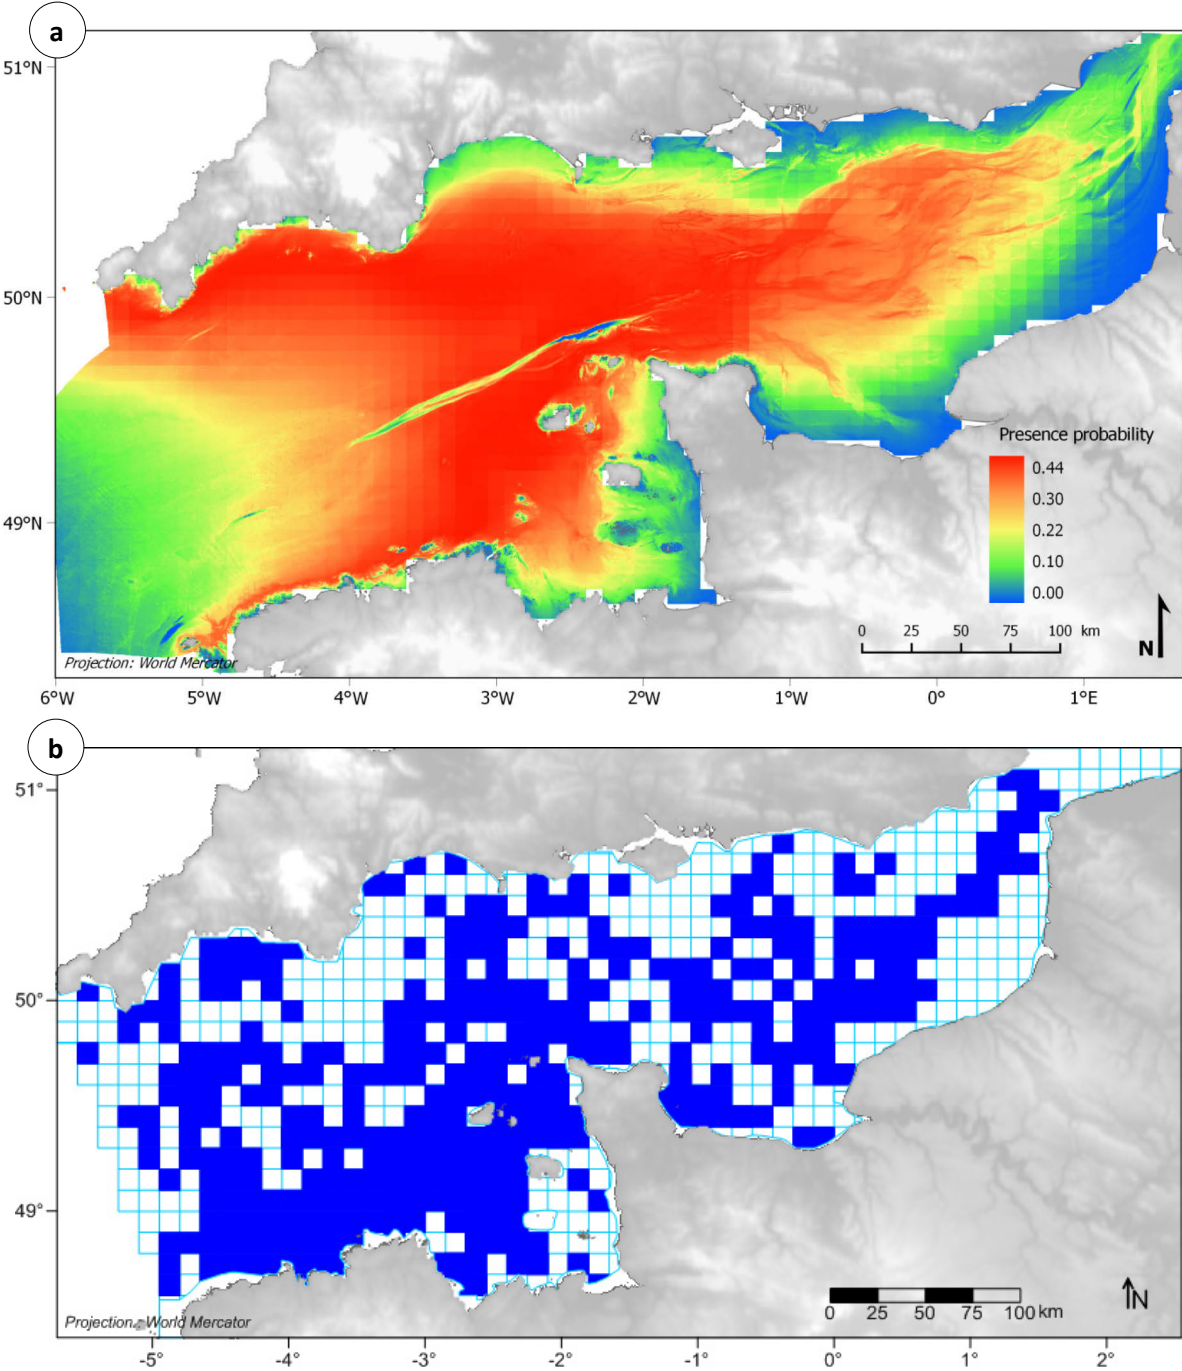 a
51°N
50°N
49°N
Presence probability
0.44
0.30
0.22
0.10
0.00
0 25 50 75 100 km
N
Projection: World Mercator
6°W 5°W 4°W 3°W 2°W 1°W 0° 1°E
b
51°
50°
49°
0 25 50 75 100 km
N
Projection: World Mercator
-5° -4° -3° -2° -1° 0° 1° 2°